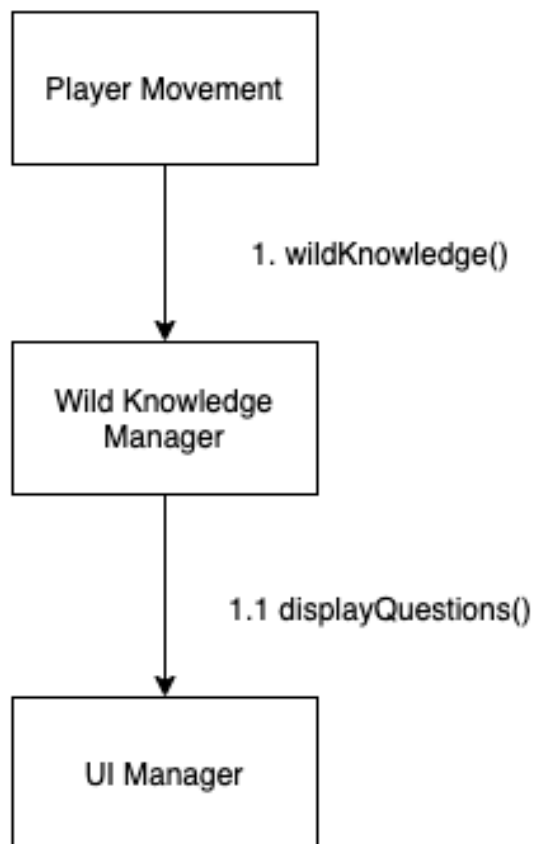 Player Movement
1. wildKnowledge()
Wild Knowledge
Manager
1.1 displayQuestions()
UI Manager